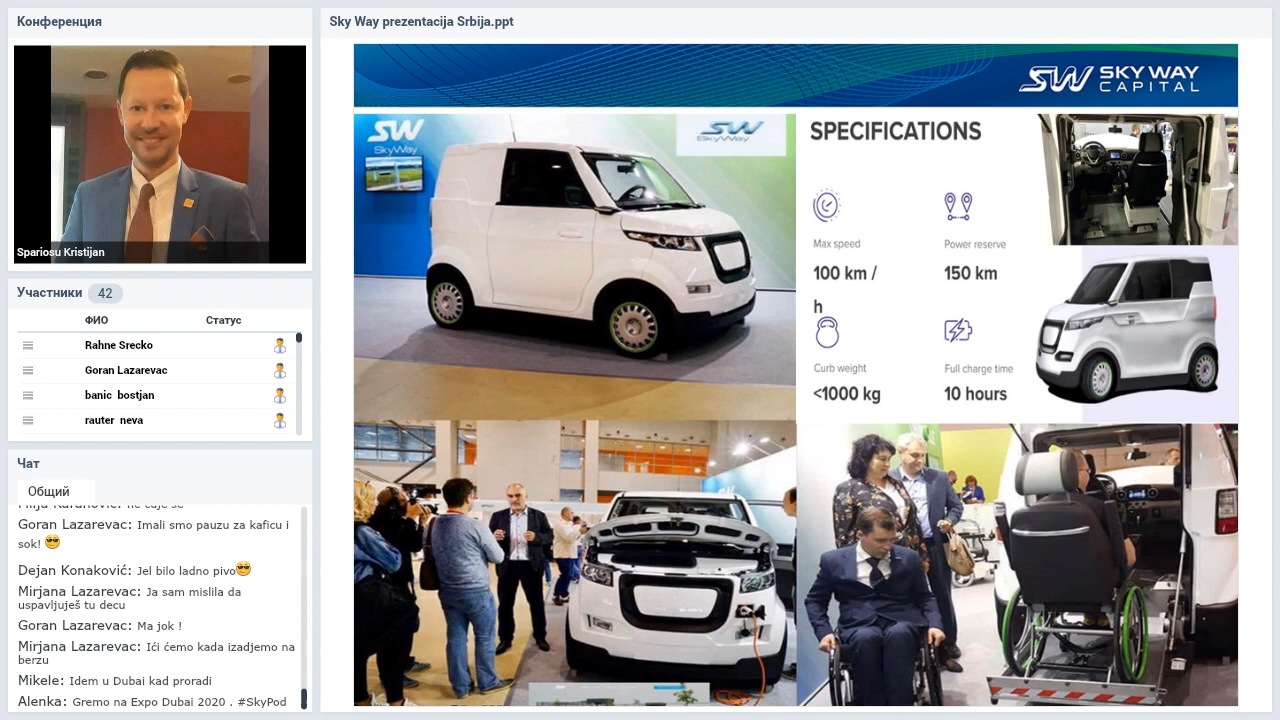 Конференция
Spariosu Kristijan
Участники 42
ФИО Статус
Rahne Srecko
Goran Lazarevac
banic bostjan
rauter neva
Чат
Общий
Goran Lazarevac: Imali smo pauzu za kaficu i
sok!
Dejan Konaković: Jel bilo ladno pivo
Mirjana Lazarevac: Ja sam mislila da
uspavljuješ tu decu
Goran Lazarevac: Ma jok !
Mirjana Lazarevac: Ići ćemo kada izadjemo na
berzu
Mikele: Idem u Dubai kad proradi
Alenka: Gremo na Expo Dubai 2020 . #SkyPod
Sky Way prezentacija Srbija.ppt
SW SKY WAY
CAPITAL
SW
SkyWay
SW
SkyWay
SPECIFICATIONS
Max speed
100 km /
h
Power reserve
150 km
Curb weight
<1000 kg
Full charge time
10 hours